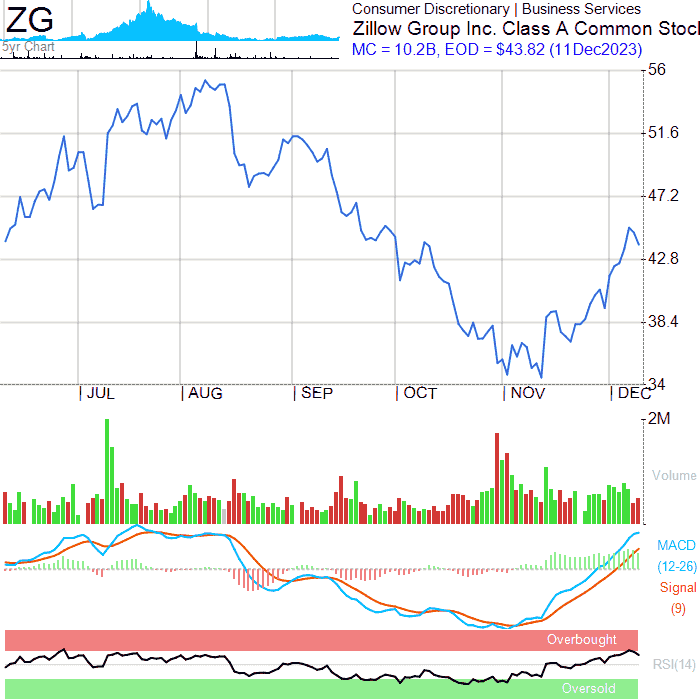 ZG
5yr Chart
Consumer Discretionary | Business Services
Zillow Group Inc. Class A Common Stoc
MC = 10.2B, EOD = $43.82 (11Dec2023)
56
51.6
47.2
42.8
38.4
34
JUL
AUG
SEP
OCT
NOV
DEC
2M
Volume
MACD
(12-26)
Signal
(9)
Overbought
RSI(14)
Oversold